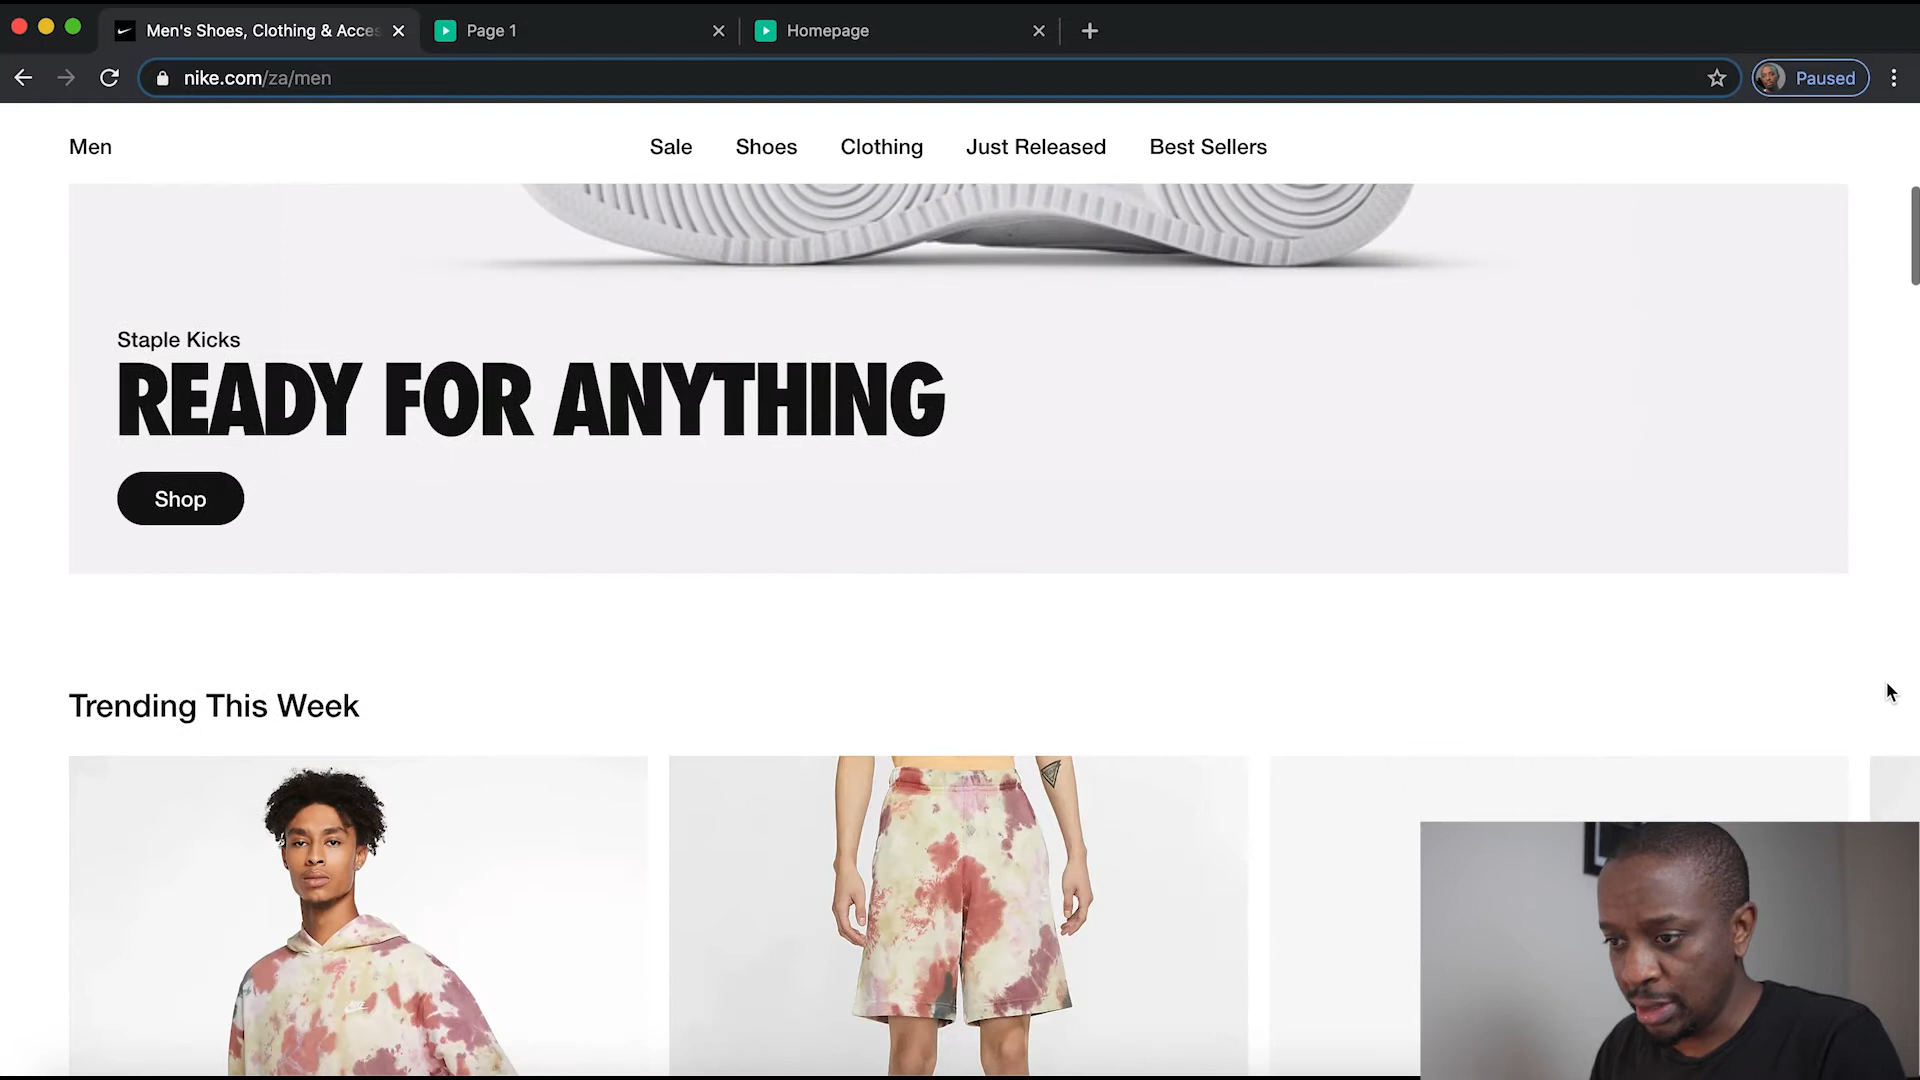 Men's Shoes, Clothing & Acces
Page 1
Homepage
nike.com/za/men
Paused
Men
Sale
Shoes
Clothing
Just Released
Best Sellers
Staple Kicks
READY FOR ANYTHING
Shop
Trending This Week